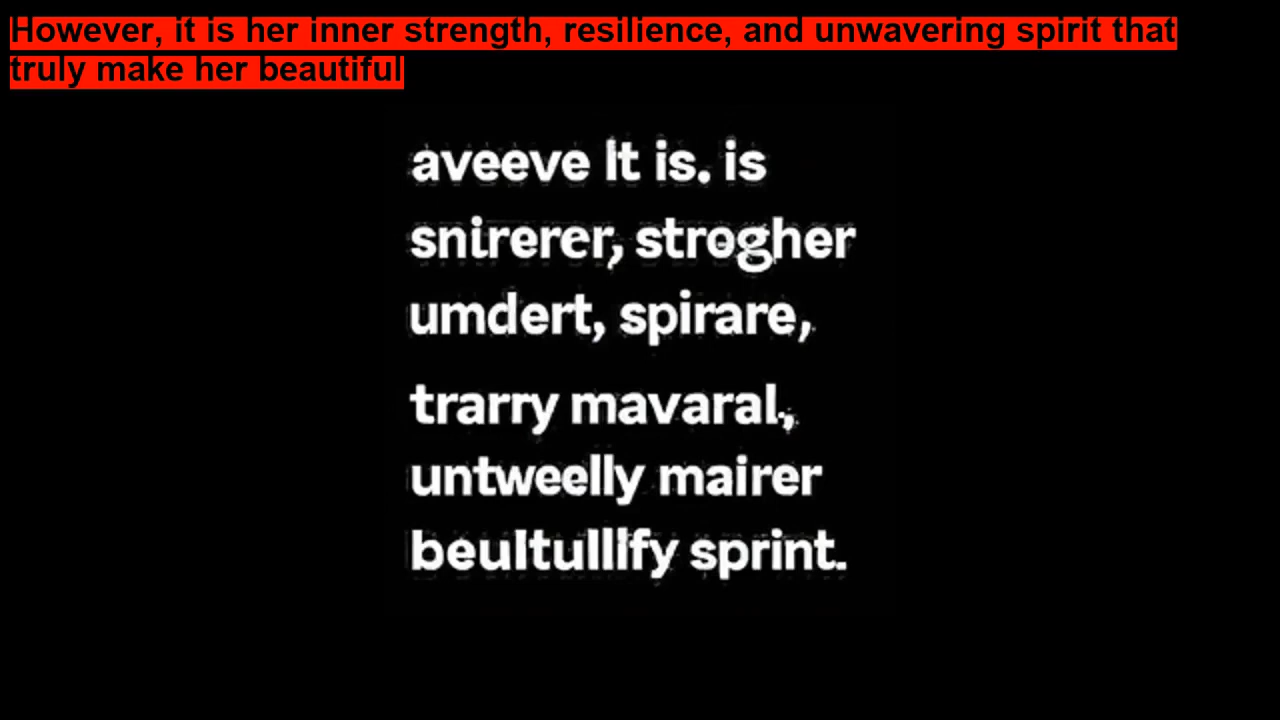 However, it is her inner strength, resilience, and unwavering spirit that
truly make her beautiful
aveeve It is. is
snirerer, strogher
umdert, spirare,
trarry mavaral.,
untweelly mairer
beultulllfy sprint.